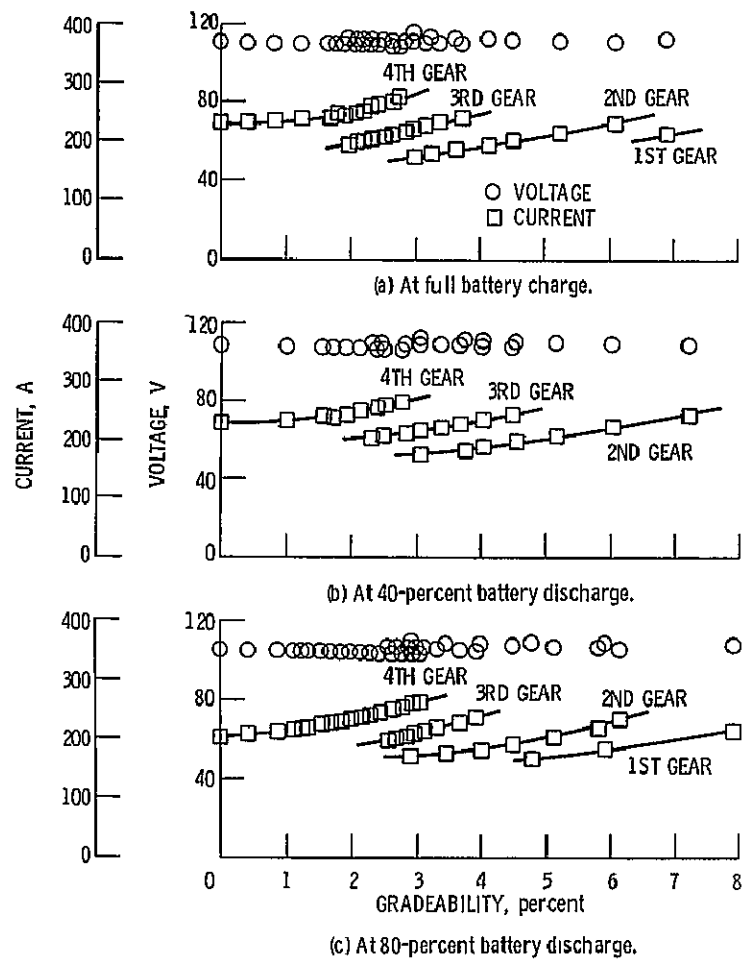 CURRENT, A
VOLTAGE, V
400
300
200
100
0
120
80
40
0
4TH GEAR
3RD GEAR
2ND GEAR
1ST GEAR
VOLTAGE
CURRENT
(a) At full battery charge.
400
300
200
100
0
120
80
40
0
4TH GEAR
3RD GEAR
2ND GEAR
(b) At 40-percent battery discharge.
400
300
200
100
0
120
80
40
4TH GEAR
3RD GEAR
2ND GEAR
1ST GEAR
0 1 2 3 4 5 6 7 8
GRADEABILITY, percent
(c) At 80-percent battery discharge.